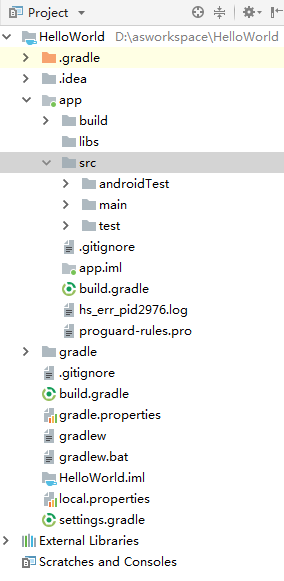 Project
HelloWorld D:\asworkspace\HelloWorld
.gradle
.idea
app
build
libs
src
androidTest
main
test
.gitignore
app.iml
build.gradle
hs_err_pid2976.log
proguard-rules.pro
gradle
.gitignore
build.gradle
gradle.properties
gradlew
gradlew.bat
HelloWorld.iml
local.properties
settings.gradle
External Libraries
Scratches and Consoles